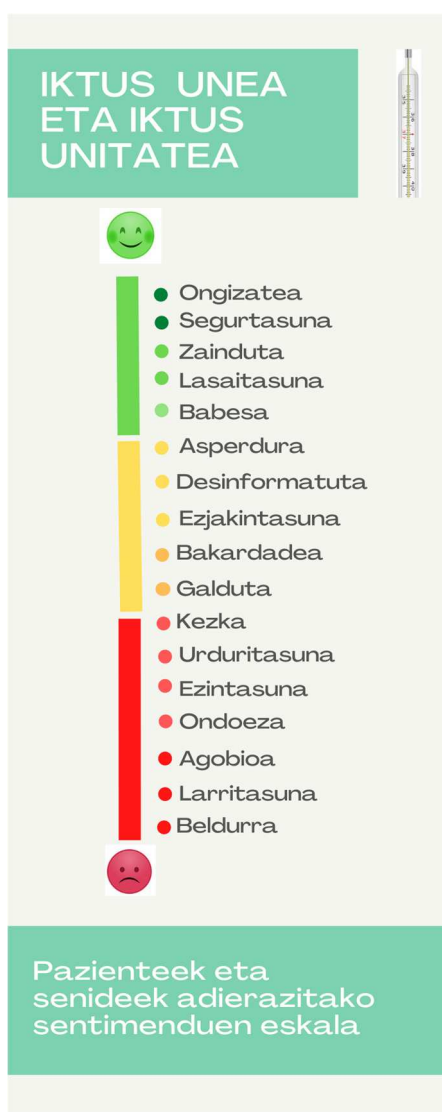 IKTUS UNEA
ETA IKTUS
UNITATEA
Ongizatea
Segurtasuna
Zainduta
Lasaitasuna
Babesa
Asperdura
Desinformatuta
Ezjakintasuna
Bakardadea
Galduta
Kezka
Urduritasuna
Ezintasuna
Ondoeza
Agobioa
Larritasuna
Beldurra
Pazienteek eta
senideek adierazitako
sentimenduen eskala